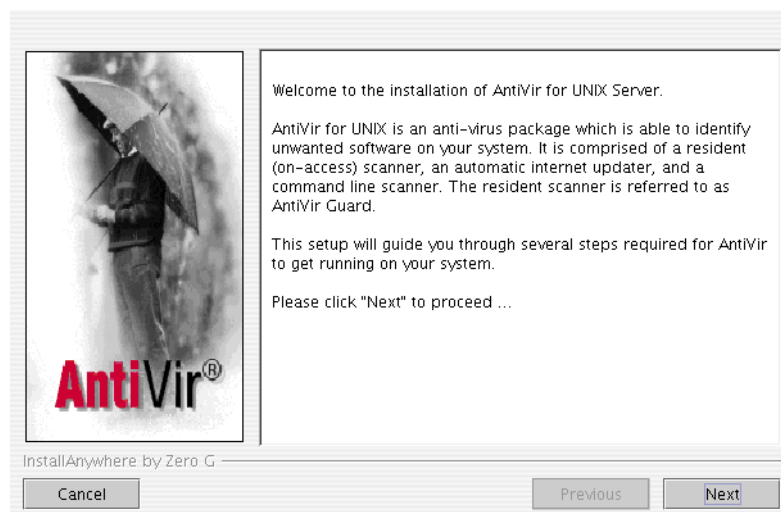 Welcome to the installation of AntiVir for UNIX Server.
AntiVir for UNIX is an anti-virus package which is able to identify
unwanted software on your system. It is comprised of a resident
(on-access) scanner, an automatic internet updater, and a
command line scanner. The resident scanner is referred to as
AntiVir Guard.
This setup will guide you through several steps required for AntiVir
to get running on your system.
Please click "Next" to proceed ...
AntiVir®
InstallAnywhere by Zero G
Cancel
Previous
Next